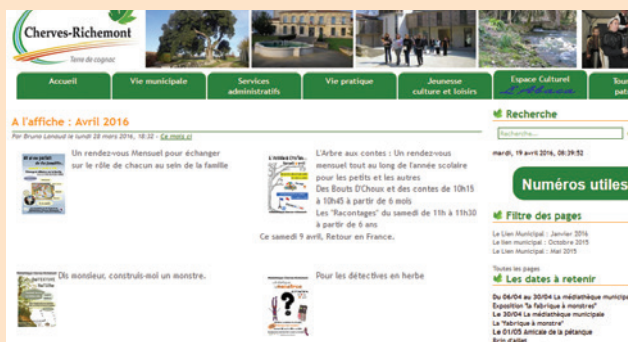 Cherves-Richemont
Terre de cognac
Accueil
Vie municipale
Services
administratifs
Vie pratique
Jeunesse
culture et loisirs
Espace Culturel
L'Abaca
Tour
pat
A l'affiche : Avril 2016
Par Bruno Lanaud le lundi 28 mars 2016, 18:32 - Ce mois ci
Un rendez-vous Mensuel pour échanger
sur le rôle de chacun au sein de la famille
L'Arbre aux contes : Un rendez-vous
mensuel tout au long de l'année scolaire
pour les petits et les autres
Des Bouts D'Choux et des contes de 10h15
à 10h45 à partir de 6 mois
Les "Racontages" du samedi de 11h à 11h30
à partir de 6 ans
Ce samedi 9 avril, Retour en France.
Dis monsieur, construis-moi un monstre.
Pour les détectives en herbe
Recherche
Recherche...
mardi, 19 avril 2016, 08:39:52
Numéros utiles
Filtre des pages
Le Lien Municipal : Janvier 2016
Le lien municipal : Octobre 2015
Le Lien Municipal : Mai 2015
Toutes les pages
Les dates à retenir
Du 06/04 au 30/04 La médiathèque municipa
Exposition "la fabrique à monstres"
Le 30/04 La médiathèque municipale
La "fabrique à monstre"
Le 01/05 Amicale de la pétanque